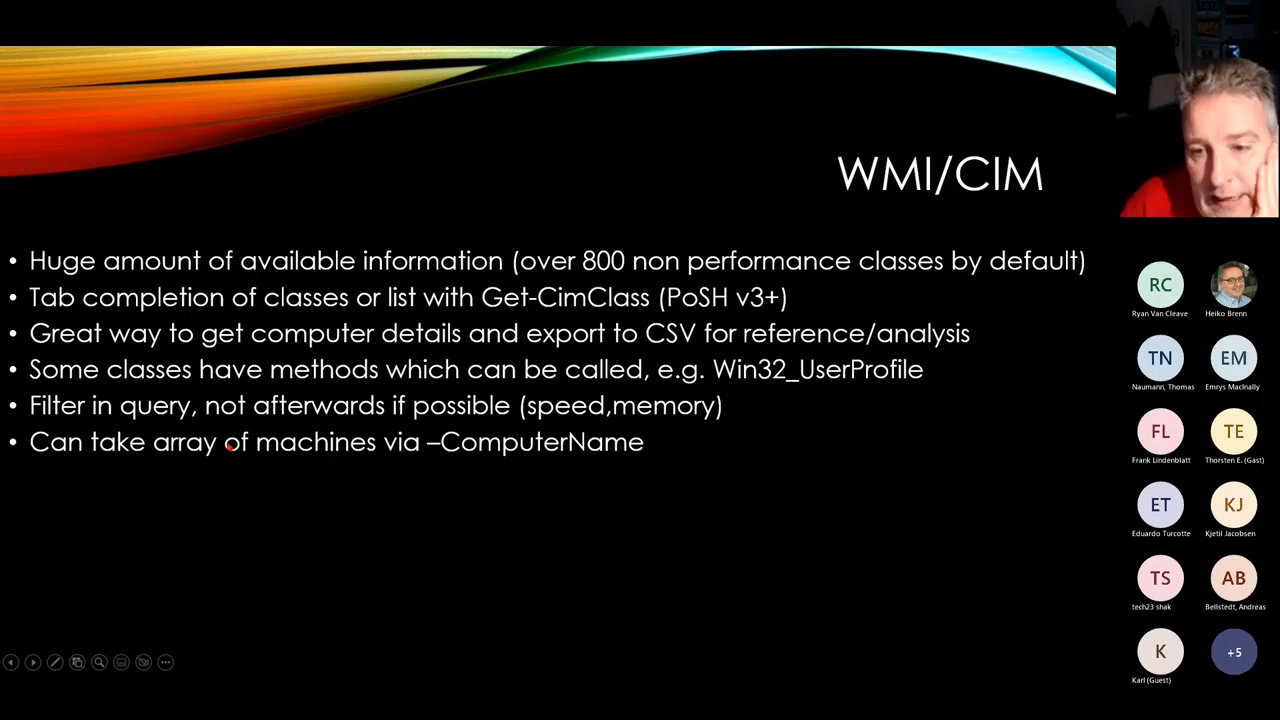 WMI/CIM
• Huge amount of available information (over 800 non performance classes by default)
• Tab completion of classes or list with Get-CimClass (PoSH v3+)
• Great way to get computer details and export to CSV for reference/analysis
• Some classes have methods which can be called, e.g. Win32_UserProfile
• Filter in query, not afterwards if possible (speed,memory)
• Can take array of machines via –ComputerName
RC
Ryan Van Cleave
Heiko Brenn
TN
Naumann, Thomas
EM
Emrys MacInally
FL
Frank Lindenblatt
TE
Thorsten E. (Gast)
ET
Eduardo Turcotte
KJ
Kjetil Jacobsen
TS
tech23 shak
AB
Bellstedt, Andreas
K
Karl (Guest)
+5